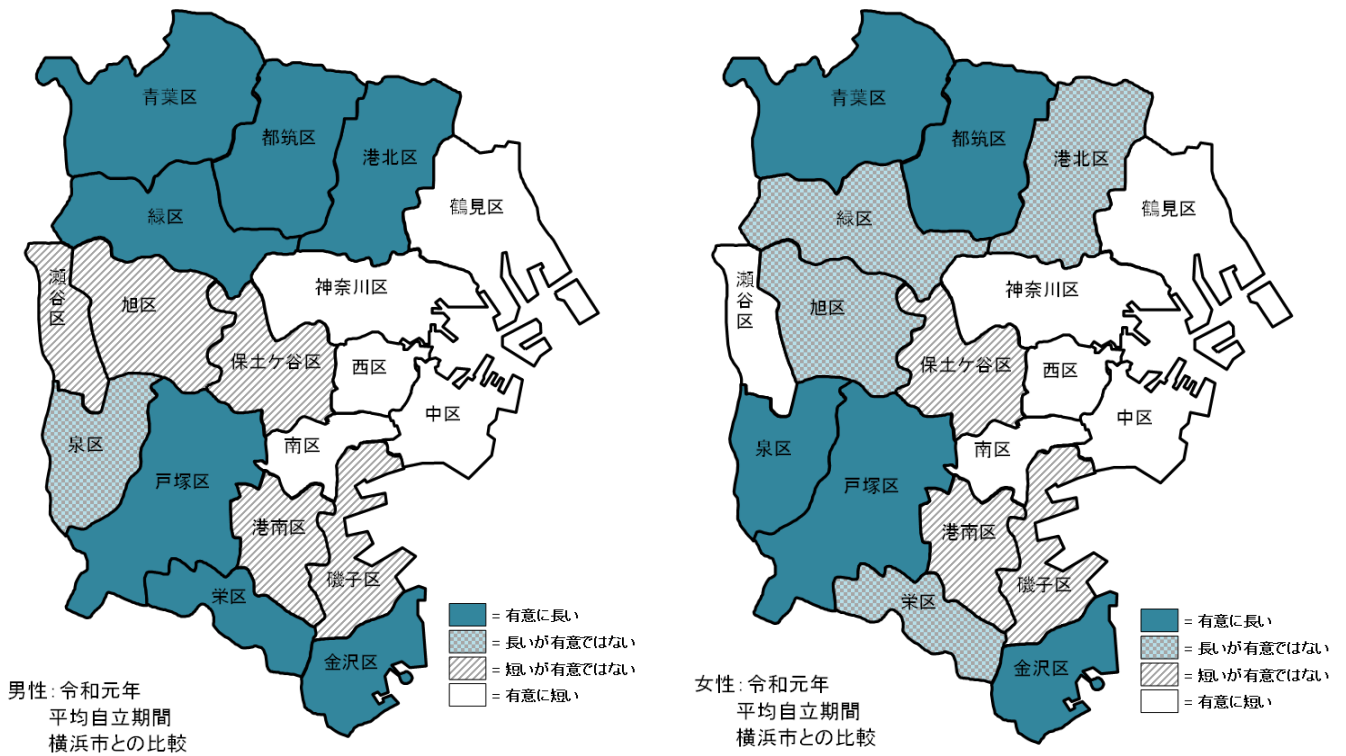 青葉区
都筑区
港北区
鶴見区
緑区
神奈川区
瀬谷区
旭区
保土ケ谷区
西区
中区
泉区
南区
戸塚区
港南区
磯子区
栄区
金沢区
= 有意に長い
= 長いが有意ではない
= 短いが有意ではない
= 有意に短い
男性:令和元年
平均自立期間
横浜市との比較
青葉区
都筑区
港北区
鶴見区
緑区
神奈川区
瀬谷区
旭区
保土ケ谷区
西区
中区
泉区
南区
戸塚区
港南区
磯子区
栄区
金沢区
= 有意に長い
= 長いが有意ではない
= 短いが有意ではない
= 有意に短い
女性:令和元年
平均自立期間
横浜市との比較